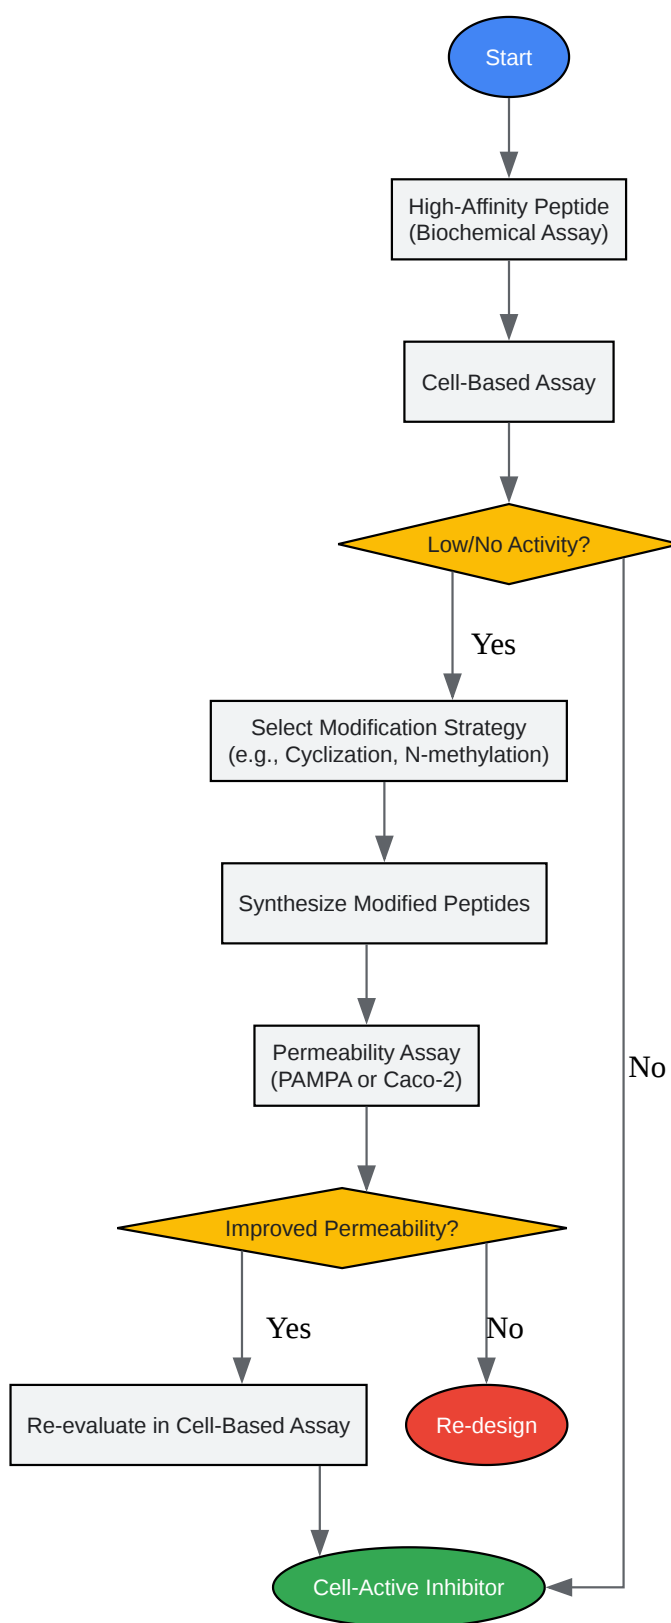 Start
High-Affinity Peptide
(Biochemical Assay)
Cell-Based Assay
Low/No Activity?
Yes
Select Modification Strategy
(e.g., Cyclization, N-methylation)
Synthesize Modified Peptides
Permeability Assay
(PAMPA or Caco-2)
No
Improved Permeability?
Yes
No
Re-evaluate in Cell-Based Assay
Re-design
Cell-Active Inhibitor